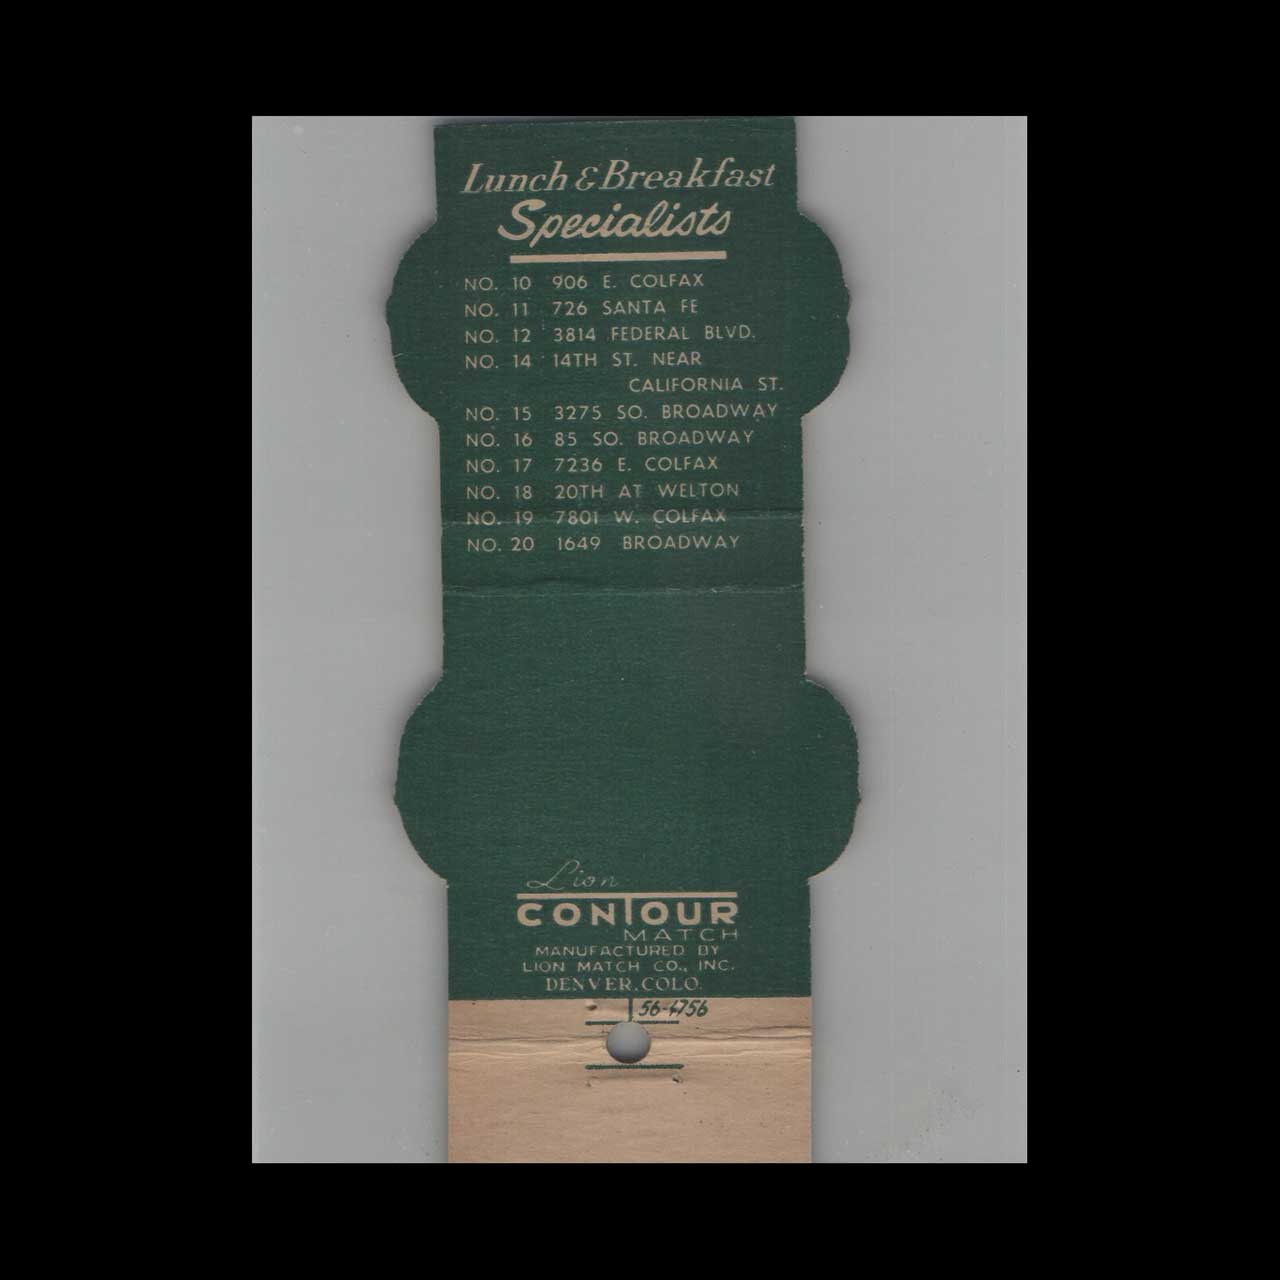 Lunch & Breakfast
Specialists
NO. 10 906 E. COLFAX
NO. 11 726 SANTA FE
NO. 12 3814 FEDERAL BLVD.
NO. 14 14TH ST. NEAR
CALIFORNIA ST.
NO. 15 3275 SO. BROADWAY
NO. 16 85 SO. BROADWAY
NO. 17 7236 E. COLFAX
NO. 18 20TH AT WELTON
NO. 19 7801 W. COLFAX
NO. 20 1649 BROADWAY
Lion
CONTOUR
MATCH
MANUFACTURED BY
LION MATCH CO., INC.
DENVER, COLO.
56-4756